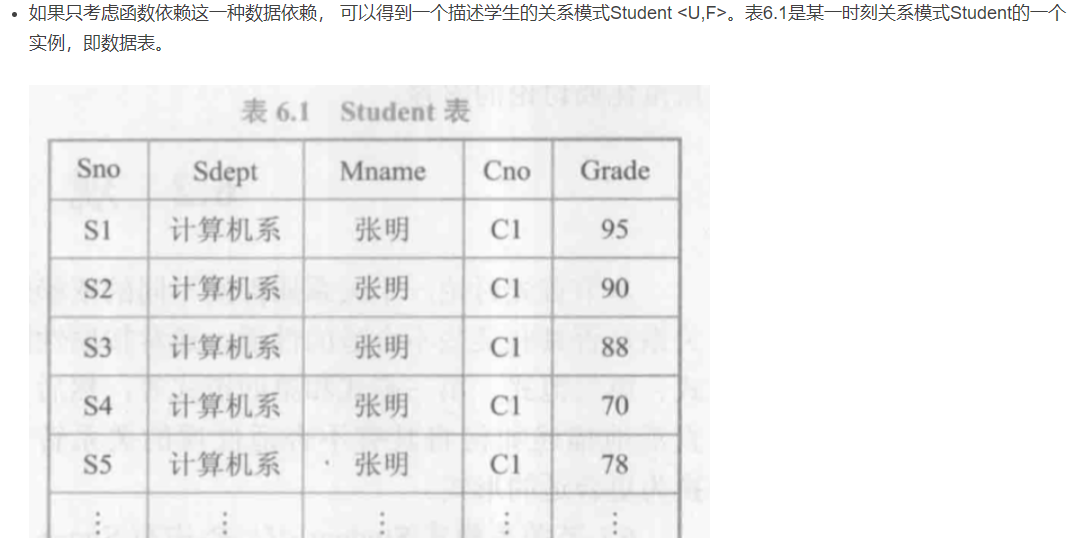 如果只考虑函数依赖这一种数据依赖， 可以得到一个描述学生的关系模式Student <U,F>。表6.1是某一时刻关系模式Student的一个
实例，即数据表。
表 6.1 Student 表
Sno Sdept Mname Cno Grade
S1 计算机系 张明 C1 95
S2 计算机系 张明 C1 90
S3 计算机系 张明 C1 88
S4 计算机系 张明 C1 70
S5 计算机系 张明 C1 78
⋮ ⋮ ⋮ ⋮ ⋮